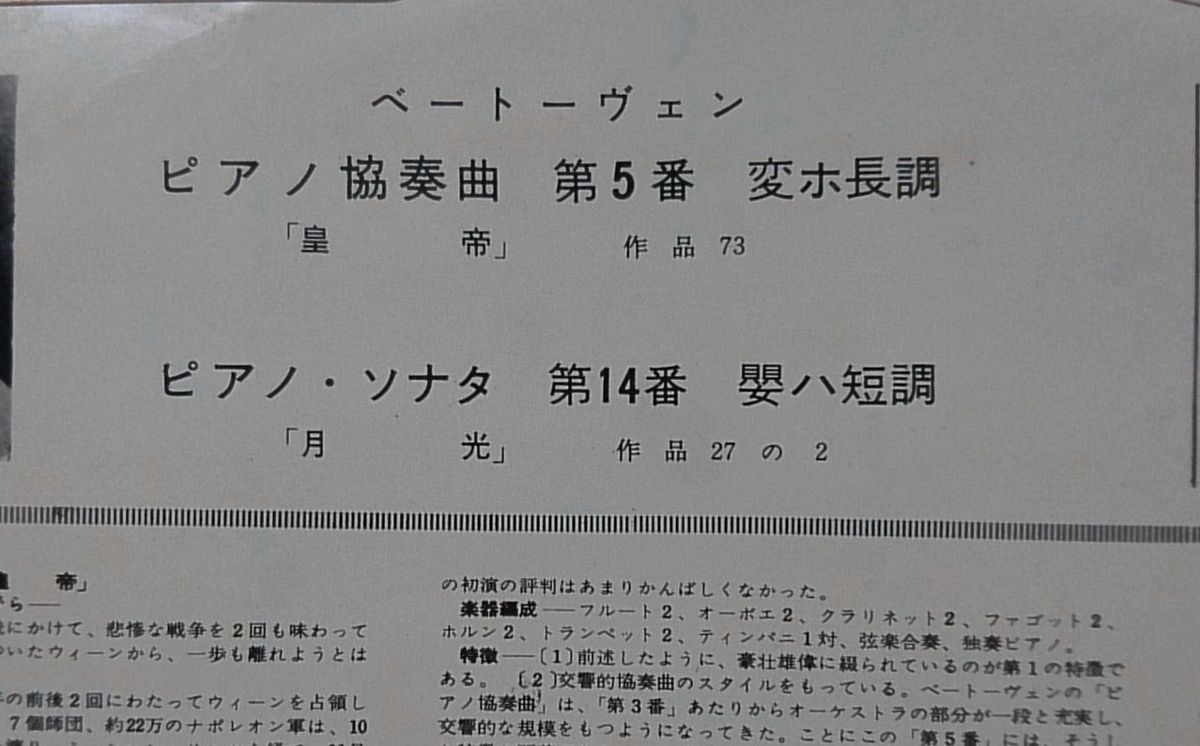 ベートーヴェン
ピアノ協奏曲 第5番 変ホ長調
「皇 帝」 作品 73
ピアノ・ソナタ 第14番 嬰ハ短調
「月 光」 作品 27 の 2
帝」
ら──
にかけて、悲惨な戦争を2回も味わって
いたウィーンから、一歩も離れようとは
の前後2回にわたってウィーンを占領し
7個師団、約22万のナポレオン軍は、10
の初演の評判はあまりかんばしくなかった。
楽器編成──フルート2、オーボエ2、クラリネット2、ファゴット2、
ホルン2、トランペット2、ティンパニ1対、弦楽合奏、独奏ピアノ。
特徴──〔1〕前述したように、豪壮雄偉に綴られているのが第1の特徴で
ある。〔2〕交響的協奏曲のスタイルをもっている。ベートーヴェンの「ピ
アノ協奏曲」は、「第3番」あたりからオーケストラの部分が一段と充実し、
交響的な規模をもつようになってきた。ことにこの「第5番」には、そうし